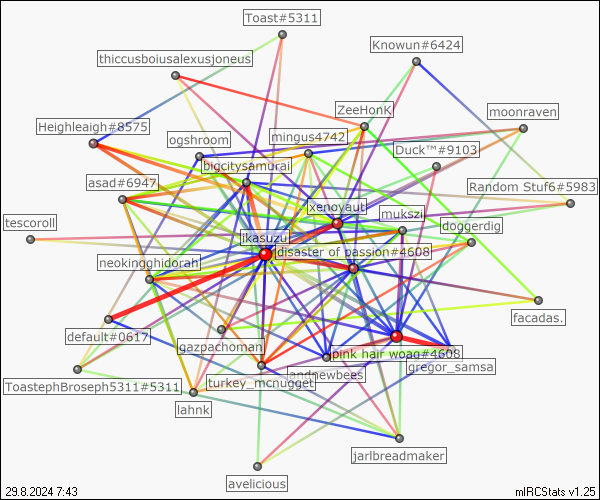 Toast#5311
Knowun#6424
thiccusboiusalexusjoneus
ZeeHonK
moonraven
Heighleigh#8575
ogshroom
mingus4742
Duck™#9103
bigcitysamurai
asad#6947
Random Stuf6#5983
xenoyaut
mukszi
tescoroll
doggerdig
ikasuzu
disaster of passion#4608
neokingghidorah
facadas.
default#0617
gazpachoman
pink hair woag#4608
gregor_samsa
andnewbees
ToastephBroseph5311#5311
turkey_mcnugget
lahnk
jarlbreadmaker
avelicious
29.8.2024 7:43
mIRCStats v1.25